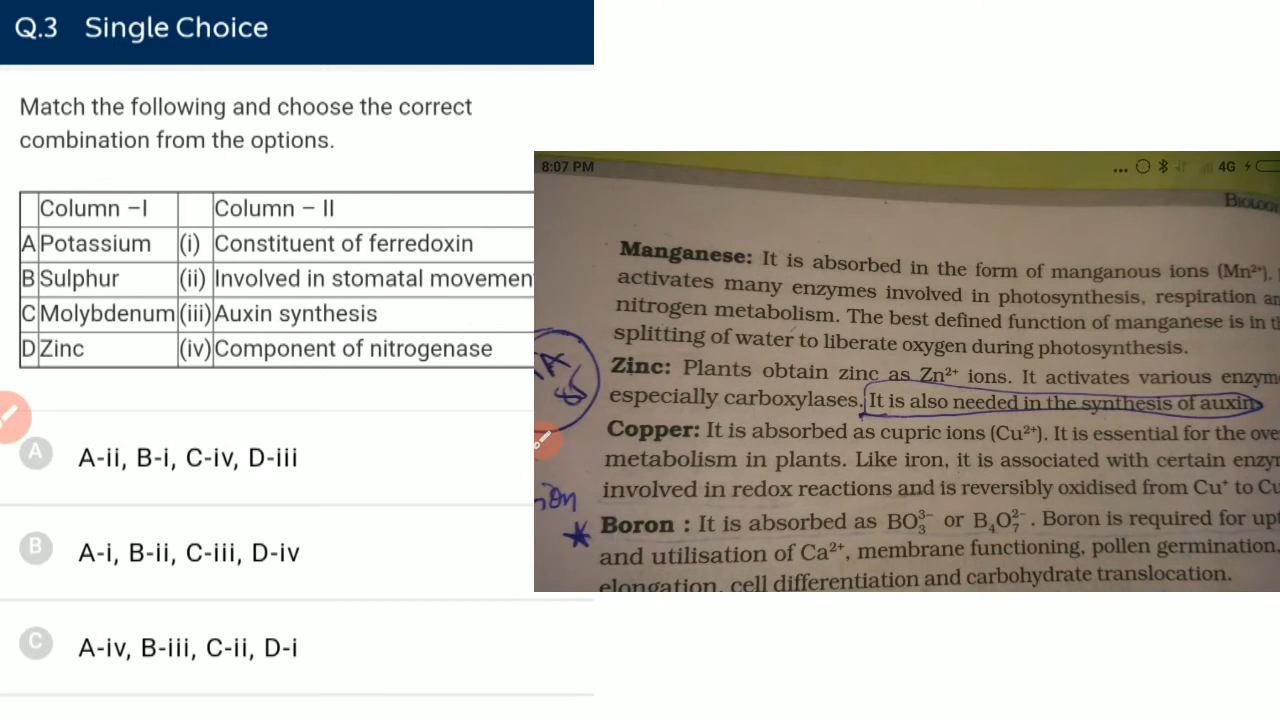 Q.3 Single Choice
Match the following and choose the correct
combination from the options.
Column –I Column – II
A Potassium (i) Constituent of ferredoxin
B Sulphur (ii) Involved in stomatal
C Molybdenum (iii) Auxin synthesis
D Zinc (iv) Component of nitrogenase
A A-ii, B-i, C-iv, D-iii
B A-i, B-ii, C-iii, D-iv
C A-iv, B-iii, C-ii, D-i
8:07 PM ... 4G
Manganese: It is absorbed in the form of manganous ions (Mn²⁺).
activates many enzymes involved in photosynthesis, respiration
nitrogen metabolism. The best defined function of manganese is in
splitting of water to liberate oxygen during photosynthesis.
Zinc: Plants obtain zinc as Zn²⁺ ions. It activates various
especially carboxylases. It is also needed in the synthesis of auxin
Copper: It is absorbed as cupric ions (Cu²⁺). It is essential for the
metabolism in plants. Like iron, it is associated with certain
involved in redox reactions and is reversibly oxidised from Cu⁺ to
Boron : It is absorbed as BO₃³⁻ or B₄O₇²⁻. Boron is required for
and utilisation of Ca²⁺, membrane functioning, pollen germination,
elongation, cell differentiation and carbohydrate translocation.